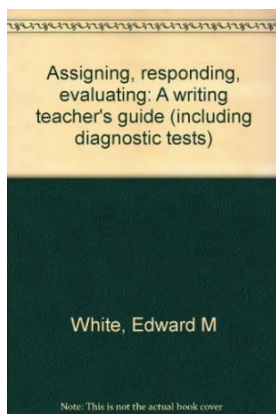 Assigning, responding,
evaluating: A writing
teacher's guide (including
diagnostic tests)
White, Edward M
Note: This is not the actual book cover